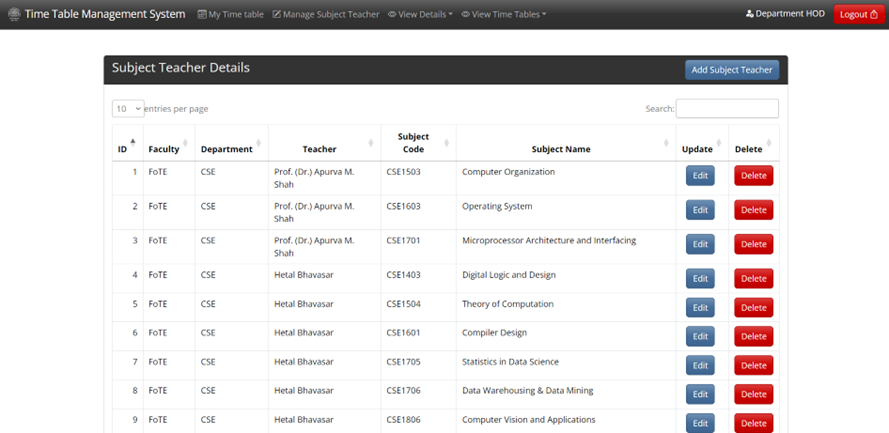 Time Table Management System My Time table Manage Subject Teacher View Details View Time Tables Department HOD Logout
Subject Teacher Details Add Subject Teacher
10 entries per page Search:
ID Faculty Department Teacher Subject Code Subject Name Update Delete
1 FoTE CSE Prof. (Dr.) Apurva M. Shah CSE1503 Computer Organization Edit Delete
2 FoTE CSE Prof. (Dr.) Apurva M. Shah CSE1603 Operating System Edit Delete
3 FoTE CSE Prof. (Dr.) Apurva M. Shah CSE1701 Microprocessor Architecture and Interfacing Edit Delete
4 FoTE CSE Hetal Bhavasar CSE1403 Digital Logic and Design Edit Delete
5 FoTE CSE Hetal Bhavasar CSE1504 Theory of Computation Edit Delete
6 FoTE CSE Hetal Bhavasar CSE1601 Compiler Design Edit Delete
7 FoTE CSE Hetal Bhavasar CSE1705 Statistics in Data Science Edit Delete
8 FoTE CSE Hetal Bhavasar CSE1706 Data Warehousing & Data Mining Edit Delete
9 FoTE CSE Hetal Bhavasar CSE1806 Computer Vision and Applications Edit Delete